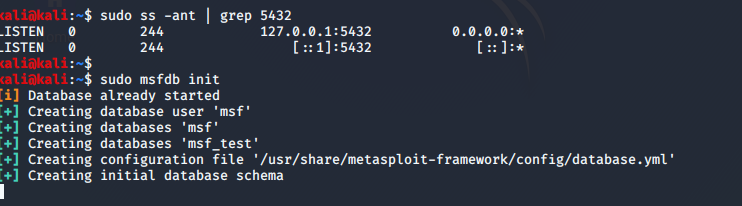 kali@kali:~$ sudo ss -ant | grep 5432
LISTEN 0 244 127.0.0.1:5432 0.0.0.0:*
LISTEN 0 244 [::1]:5432 [::]:*
kali@kali:~$
kali@kali:~$ sudo msfdb init
[i] Database already started
[+] Creating database user 'msf'
[+] Creating databases 'msf'
[+] Creating databases 'msf_test'
[+] Creating configuration file '/usr/share/metasploit-framework/config/database.yml'
[+] Creating initial database schema